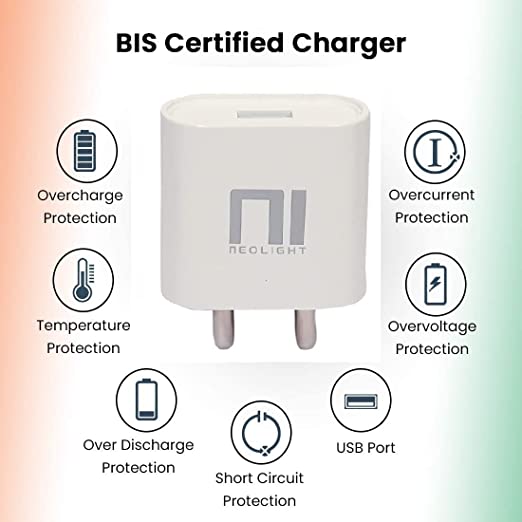 BIS Certified Charger
Overcharge
Protection
Overcurrent
Protection
NI
NEOLIGHT
Temperature
Protection
Overvoltage
Protection
Over Discharge
Protection
Short Circuit
Protection
USB Port